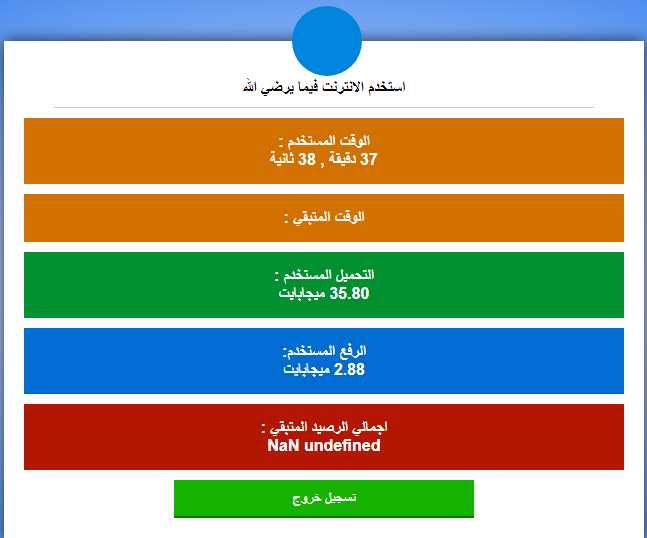 استخدم الانترنت فيما يرضي الله
الوقت المستخدم :
37 دقيقة , 38 ثانية
الوقت المتبقي :
التحميل المستخدم :
35.80 ميجابايت
الرفع المستخدم:
2.88 ميجابايت
اجمالي الرصيد المتبقي :
NaN undefined
تسجيل خروج